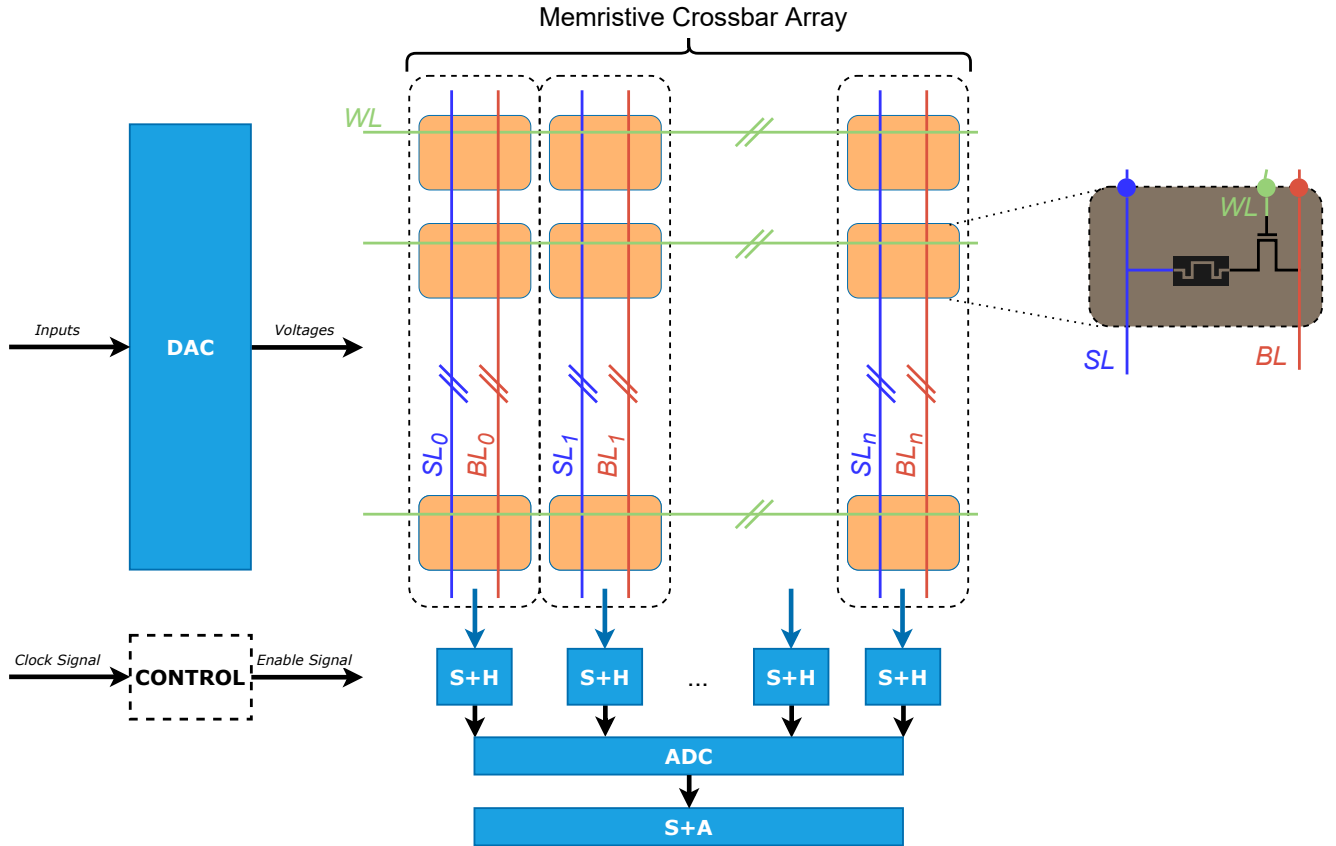 Memristive Crossbar Array
WL
WL
Inputs
DAC
Voltages
SL
BL
SL0
BL0
SL1
BL1
SLn
BLn
Clock Signal
CONTROL
Enable Signal
S+H
S+H
...
S+H
S+H
ADC
S+A